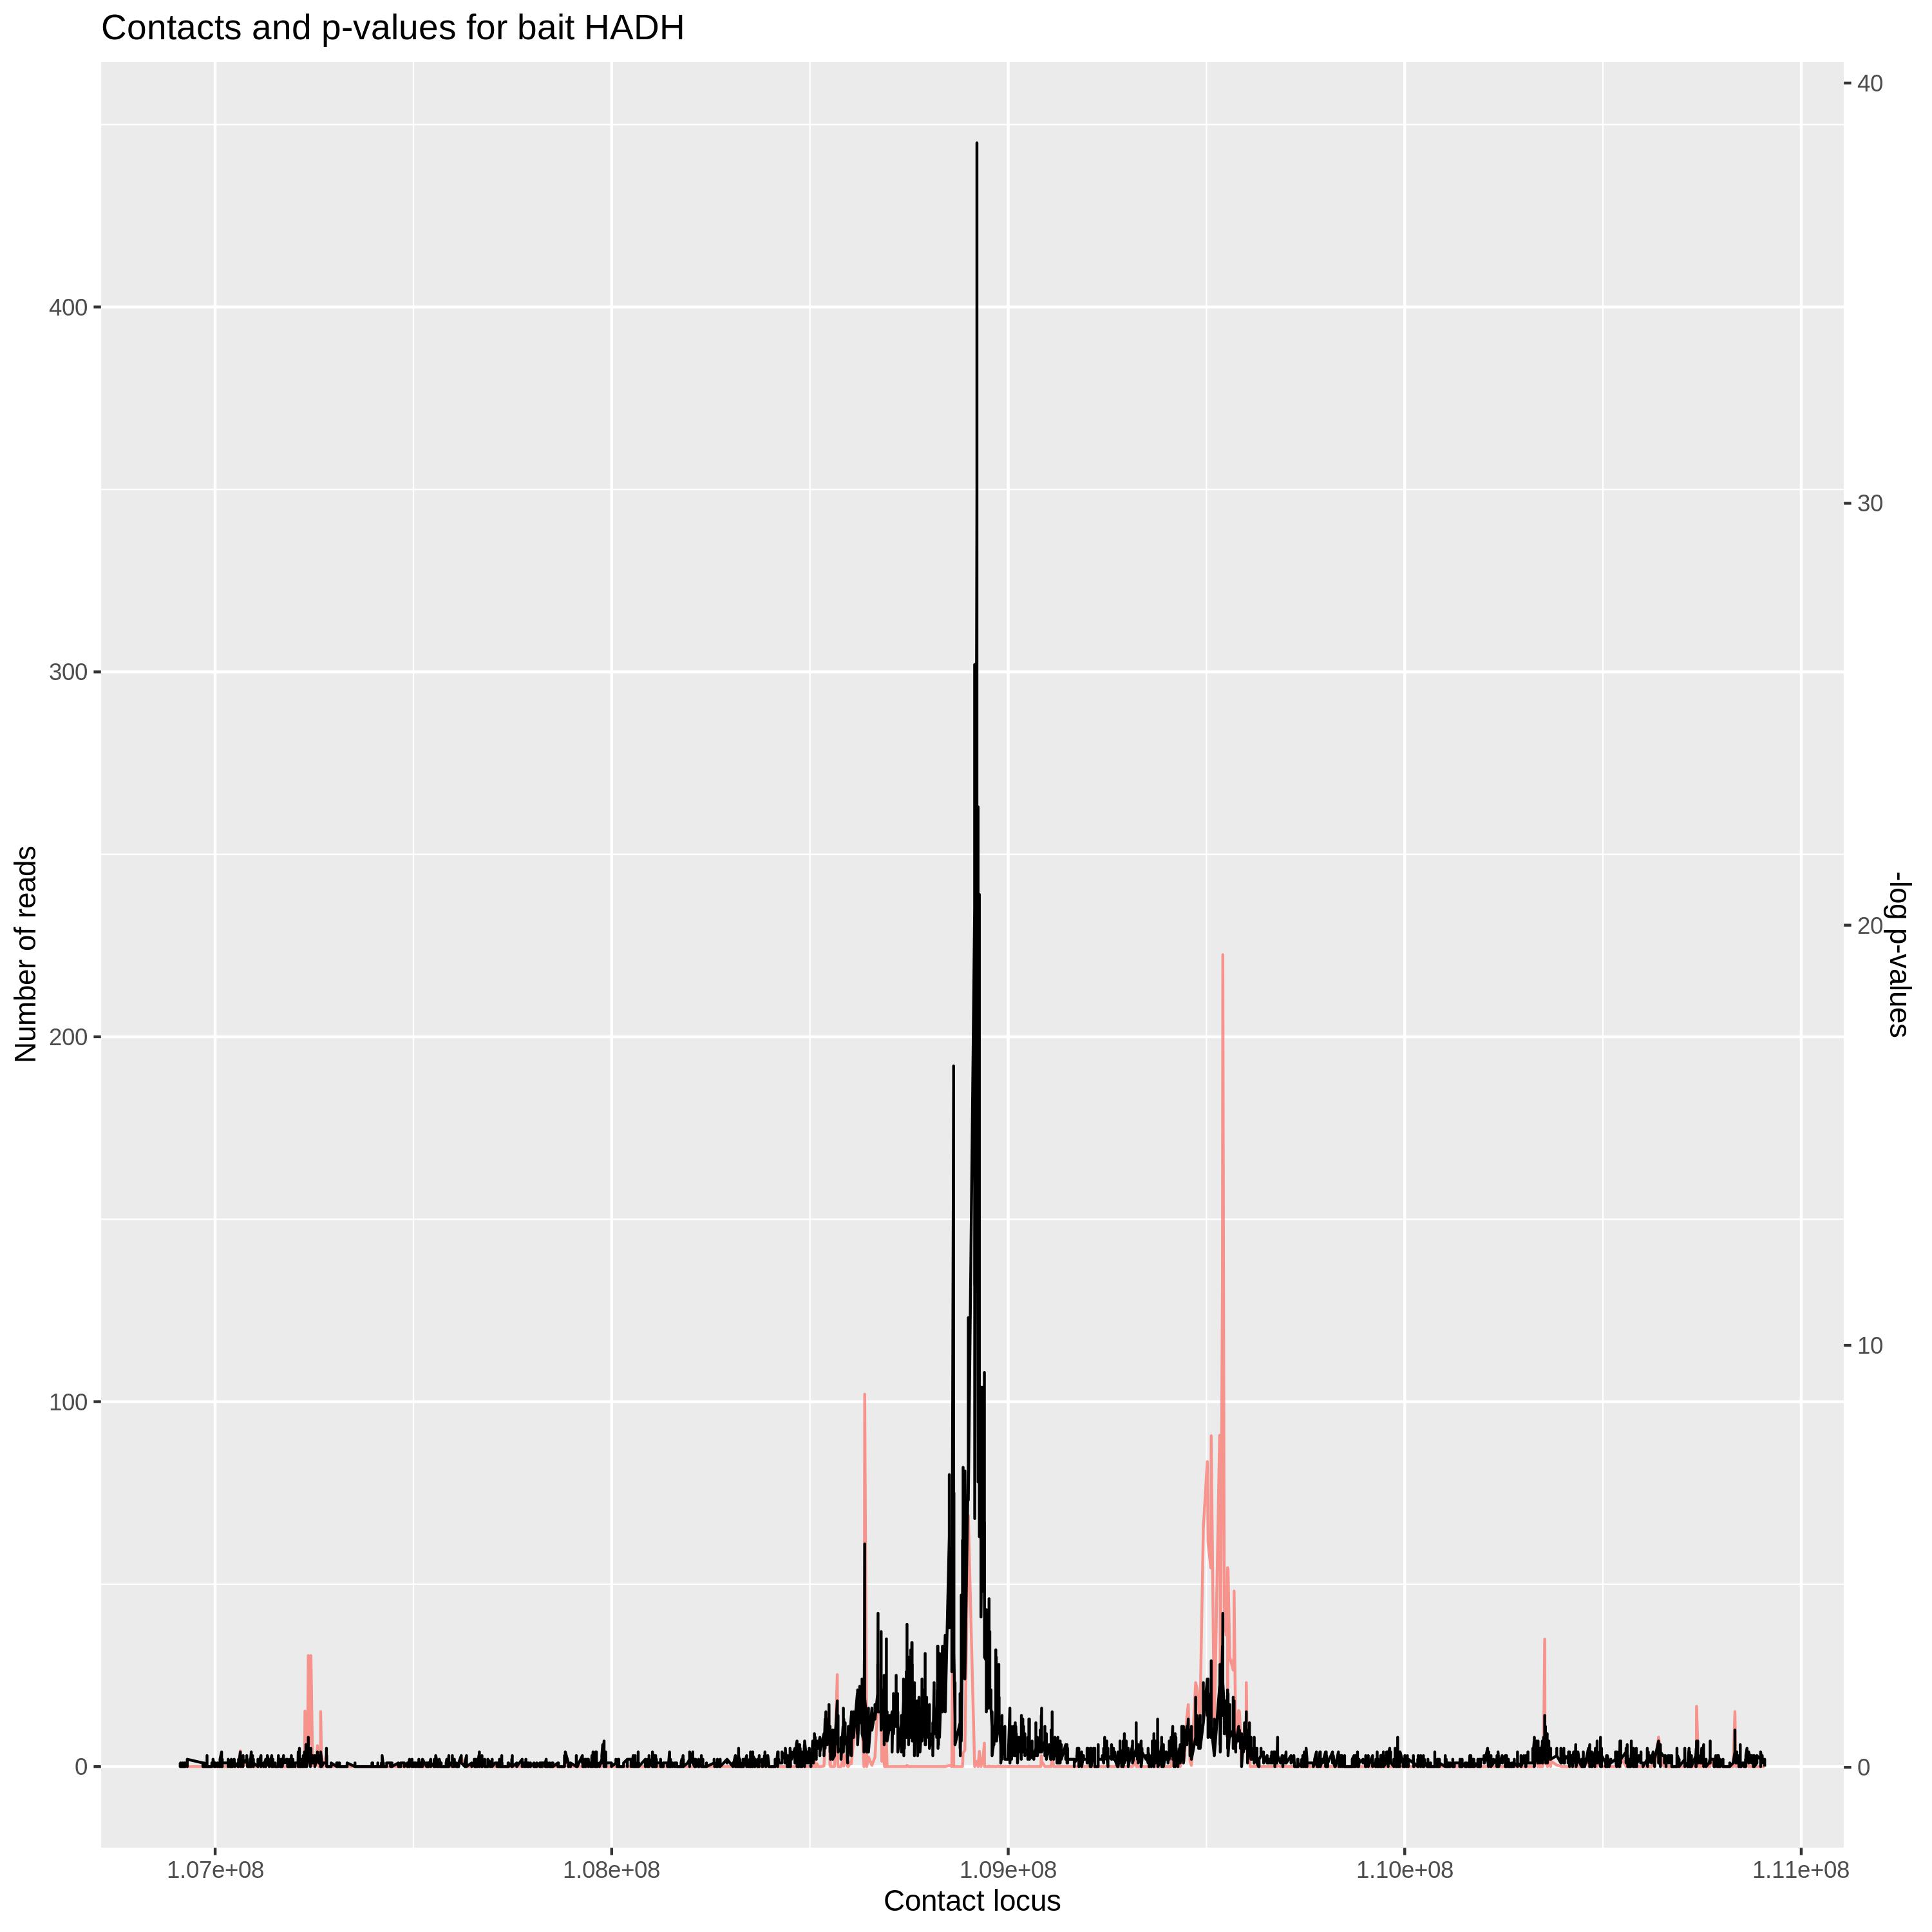 Contacts and p-values for bait HADH
40
400
30
300
Number of reads
20
-log p-values
200
10
100
0
0
1.07e+08
1.08e+08
1.09e+08
1.10e+08
1.11e+08
Contact locus